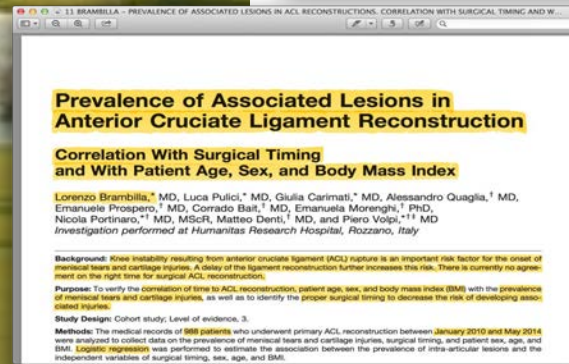 11 BRAMBILLA – PREVALENCE OF ASSOCIATED LESIONS IN ACL RECONSTRUCTIONS. CORRELATION WITH SURGICAL TIMING AND W...
Prevalence of Associated Lesions in
Anterior Cruciate Ligament Reconstruction
Correlation With Surgical Timing
and With Patient Age, Sex, and Body Mass Index
Lorenzo Brambilla,* MD, Luca Pulici,* MD, Giulia Carimati,* MD, Alessandro Quaglia,† MD,
Emanuele Prospero,† MD, Corrado Bait,† MD, Emanuela Morenghi,† PhD,
Nicola Portinaro,*† MD, MScR, Matteo Denti,† MD, and Piero Volpi,*†‡ MD
Investigation performed at Humanitas Research Hospital, Rozzano, Italy
Background: Knee instability resulting from anterior cruciate ligament (ACL) rupture is an important risk factor for the onset of
meniscal tears and cartilage injuries. A delay of the ligament reconstruction further increases this risk. There is currently no agree-
ment on the right time for surgical ACL reconstruction.
Purpose: To verify the correlation of time to ACL reconstruction, patient age, sex, and body mass index (BMI) with the prevalence
of meniscal tears and cartilage injuries, as well as to identify the proper surgical timing to decrease the risk of developing asso-
ciated injuries.
Study Design: Cohort study; Level of evidence, 3.
Methods: The medical records of 988 patients who underwent primary ACL reconstruction between January 2010 and May 2014
were analyzed to collect data on the prevalence of meniscal tears and cartilage injuries, surgical timing, and patient sex, age, and
BMI. Logistic regression was performed to estimate the association between the prevalence of intra-articular lesions and the
independent variables of surgical timing, sex, age, and BMI.